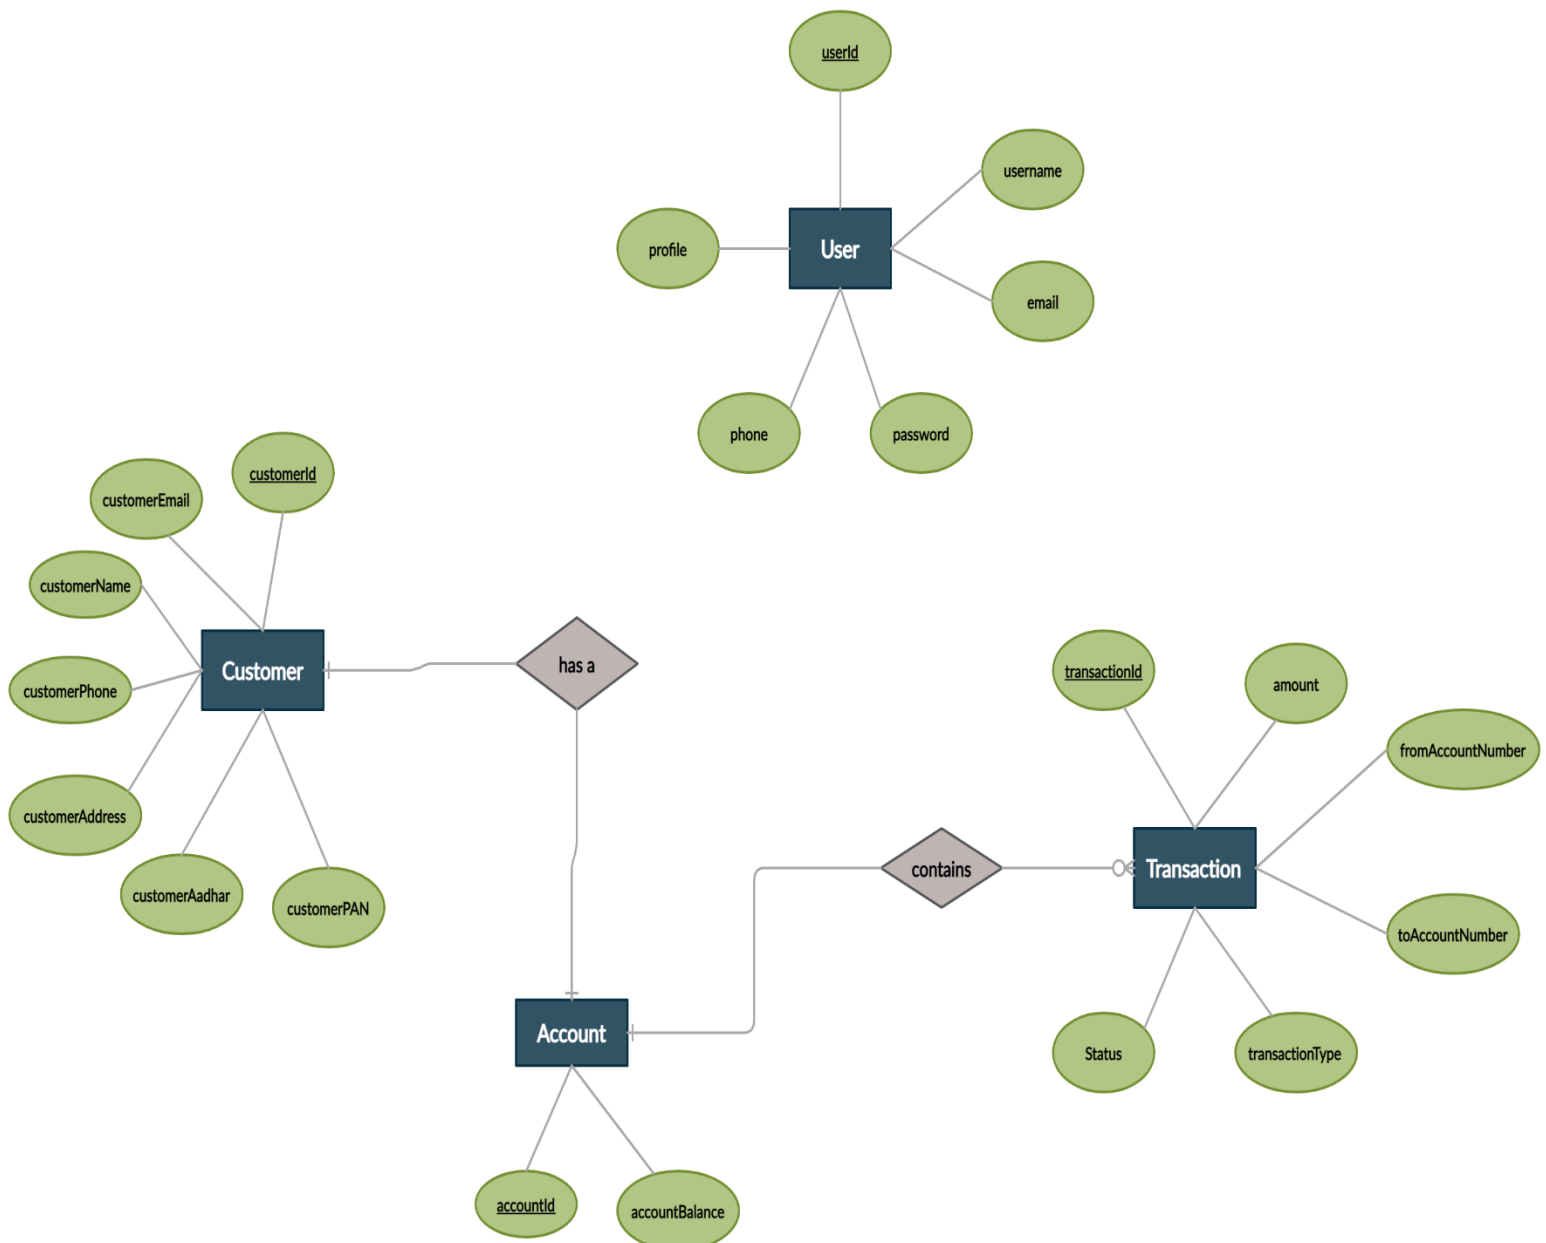 userId
username
User
profile
email
phone
password
customerId
customerEmail
customerName
Customer
customerPhone
customerAddress
customerAadhar
customerPAN
has a
transactionId
amount
fromAccountNumber
contains
Transaction
toAccountNumber
Status
transactionType
Account
accountId
accountBalance